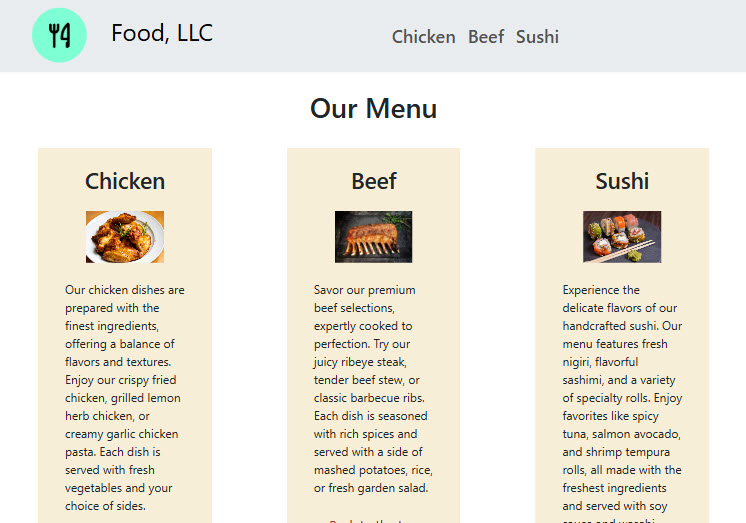 Food, LLC
Chicken Beef Sushi
Our Menu
Chicken
Our chicken dishes are
prepared with the
finest ingredients,
offering a balance of
flavors and textures.
Enjoy our crispy fried
chicken, grilled lemon
herb chicken, or
creamy garlic chicken
pasta. Each dish is
served with fresh
vegetables and your
choice of sides.
Beef
Savor our premium
beef selections,
expertly cooked to
perfection. Try our
juicy ribeye steak,
tender beef stew, or
classic barbecue ribs.
Each dish is seasoned
with rich spices and
served with a side of
mashed potatoes, rice,
or fresh garden salad.
Sushi
Experience the
delicate flavors of our
handcrafted sushi. Our
menu features fresh
nigiri, flavorful
sashimi, and a variety
of specialty rolls. Enjoy
favorites like spicy
tuna, salmon avocado,
and shrimp tempura
rolls, all made with the
freshest ingredients
and served with soy